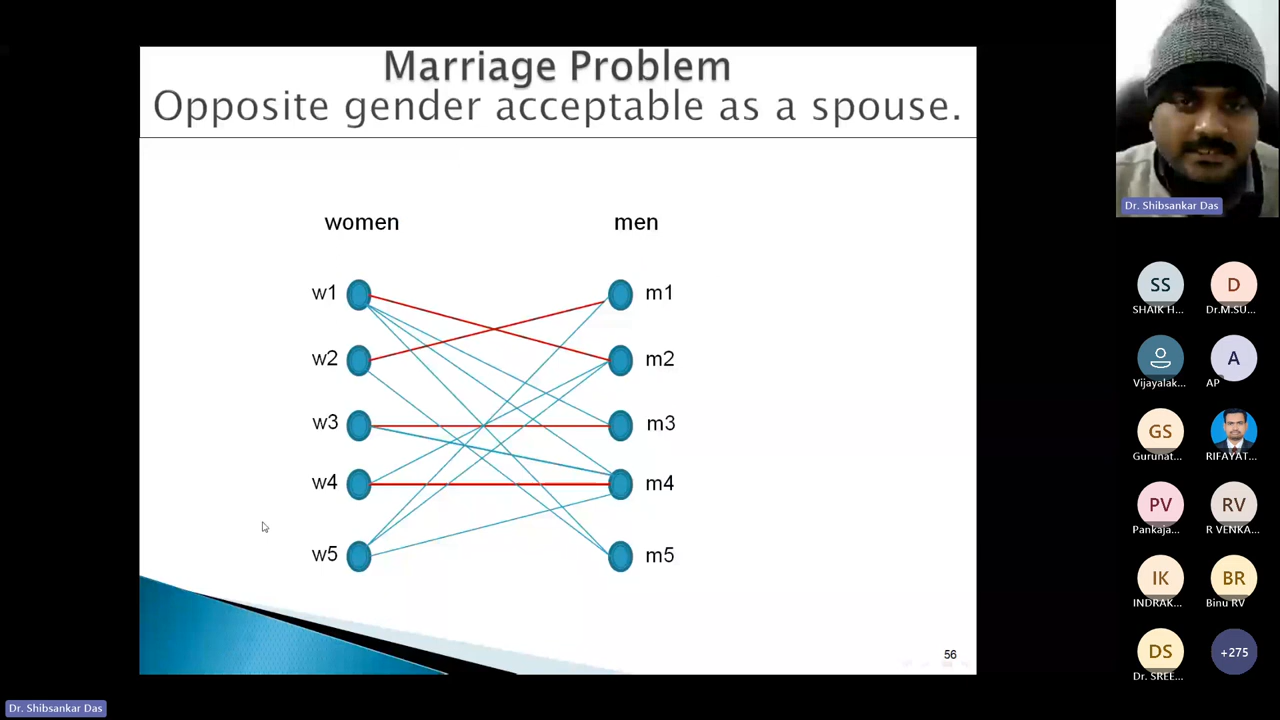 Marriage Problem
Opposite gender acceptable as a spouse.
women men
w1 m1
w2 m2
w3 m3
w4 m4
w5 m5
56
Dr. Shibsankar Das
SS D
SHAIK H... Dr.M.SU...
A
Vijayalak... AP
GS
Gurunat... RIFAYAT...
PV RV
Pankaja... R VENKA...
IK BR
INDRAK... Binu RV
DS +275
Dr. SREE...
Dr. Shibsankar Das